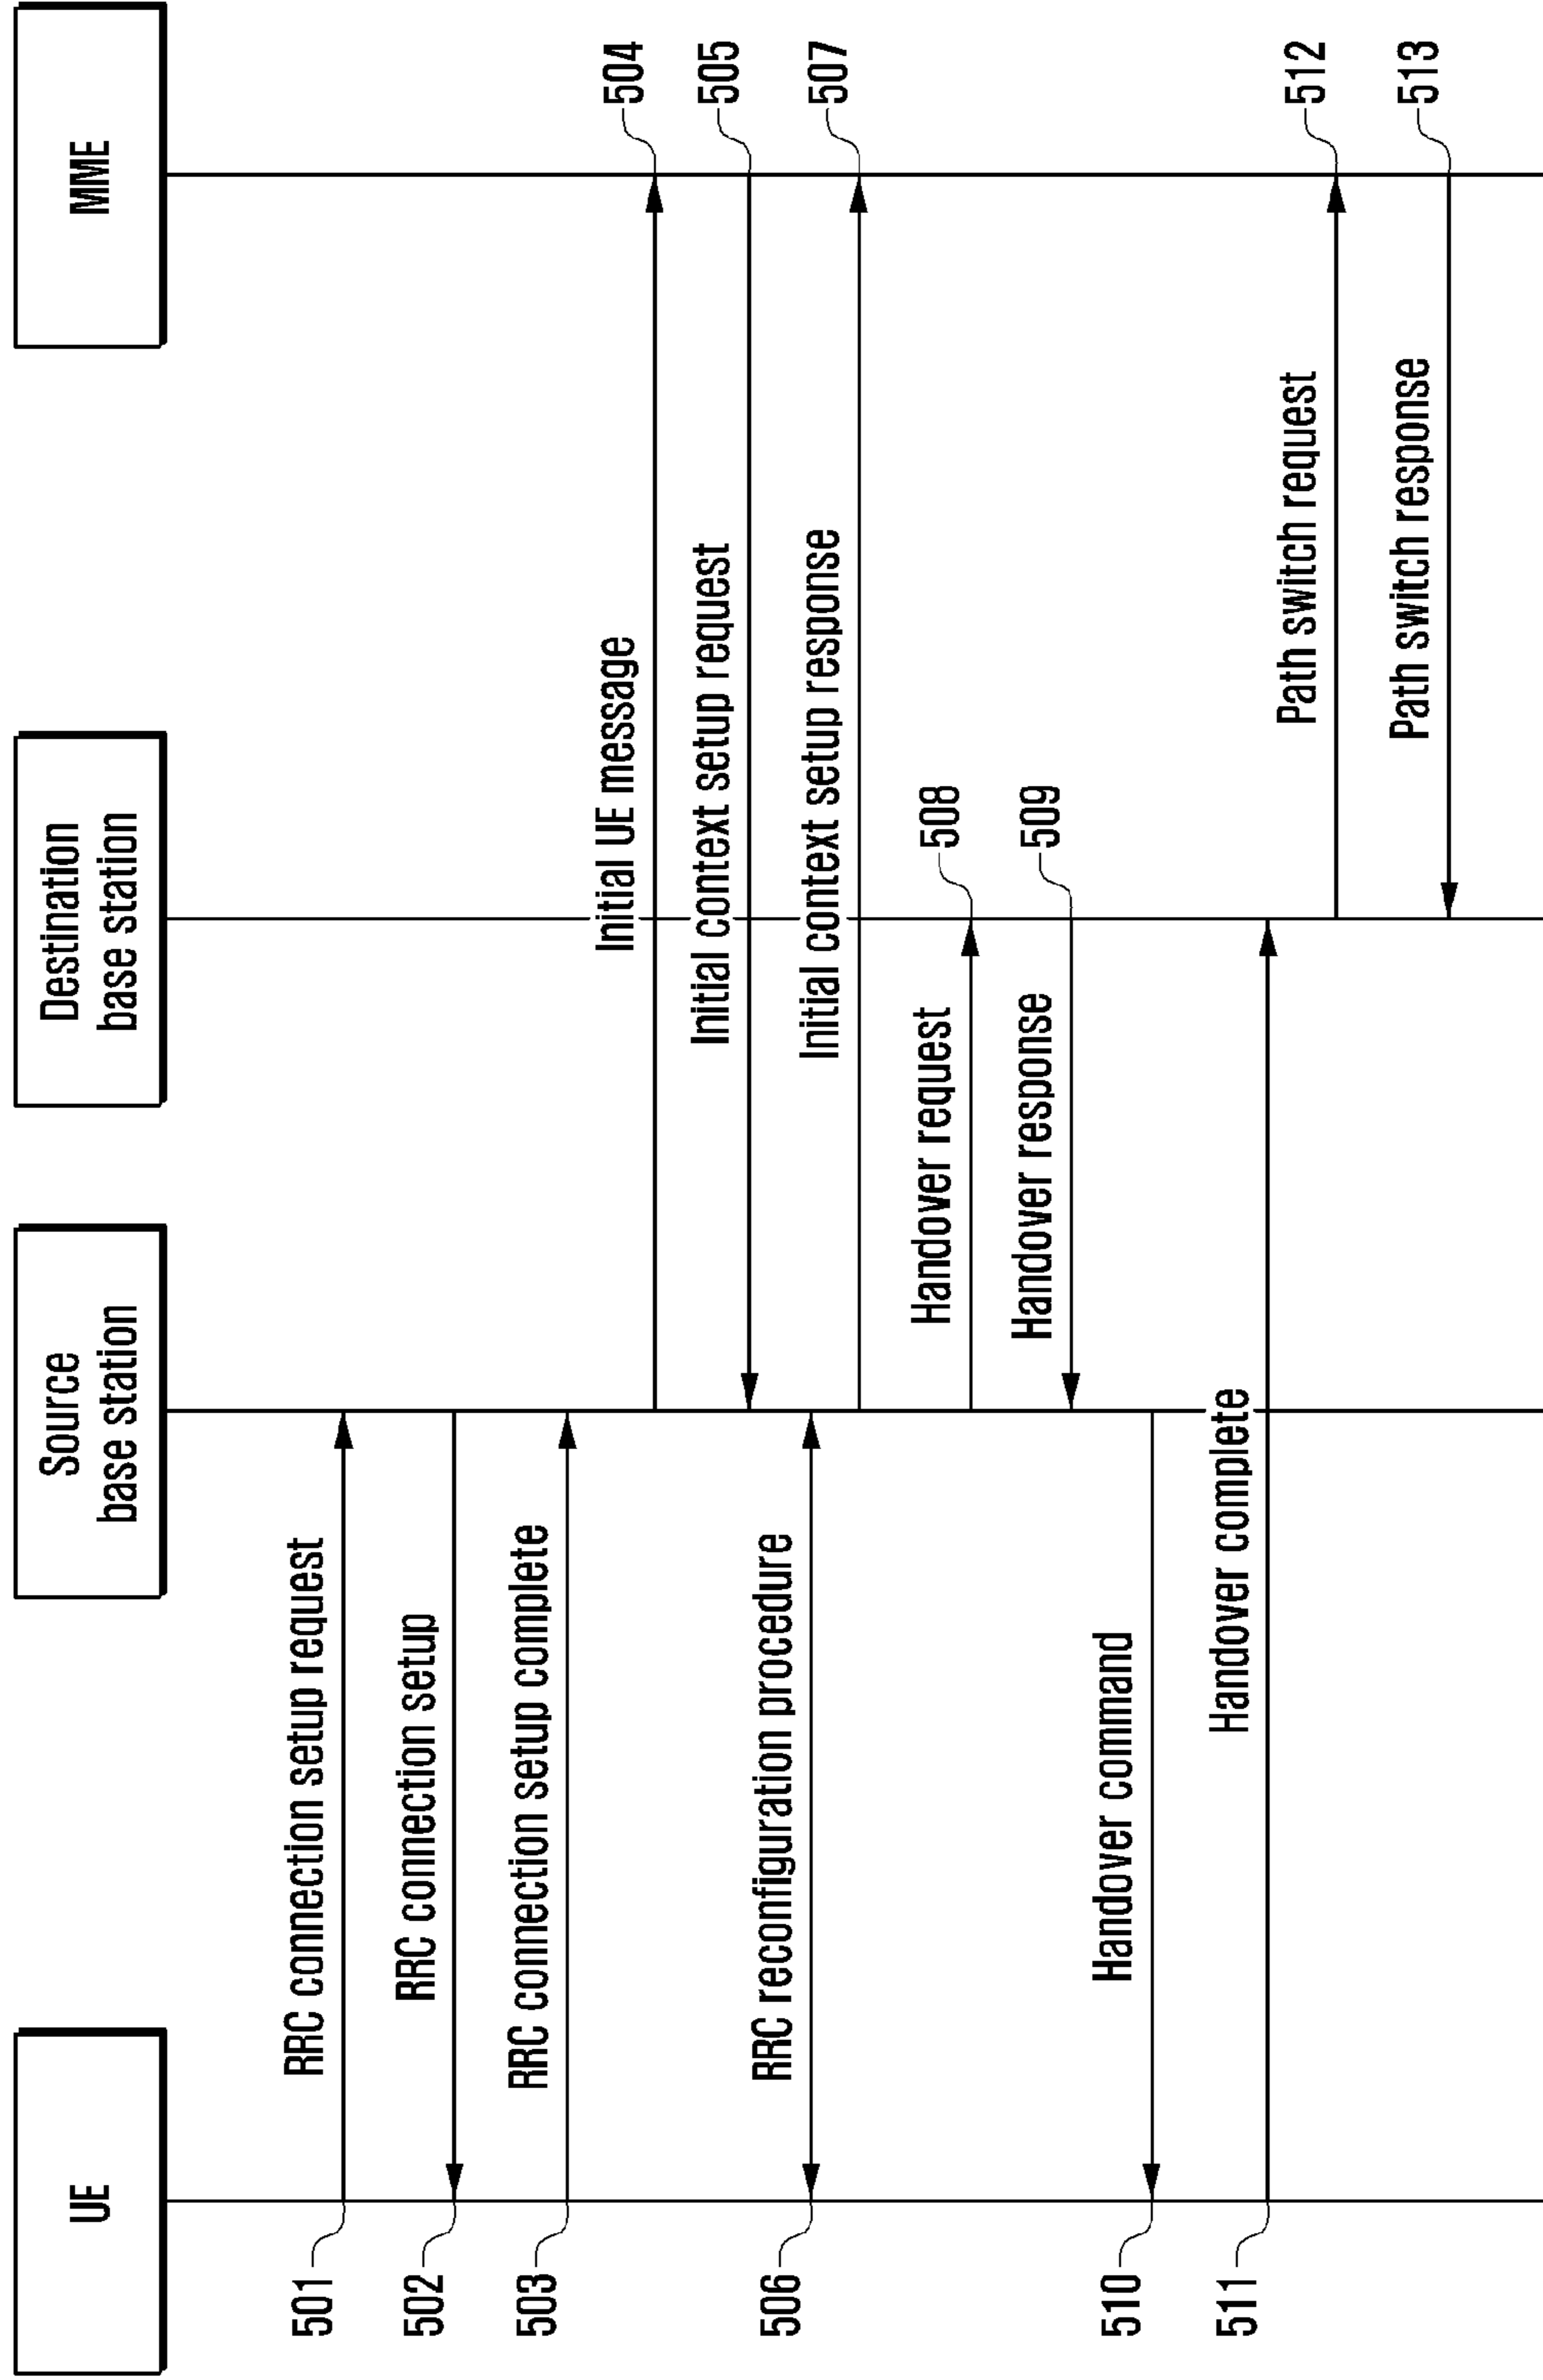 UE
Source
base station
Destination
base station
MME
501
RRC connection setup request
502
RRC connection setup
503
RRC connection setup complete
Initial UE message
504
Initial context setup request
505
506
RRC reconfiguration procedure
Initial context setup response
507
Handover request
508
Handover response
509
510
Handover command
511
Handover complete
Path switch request
512
Path switch response
513